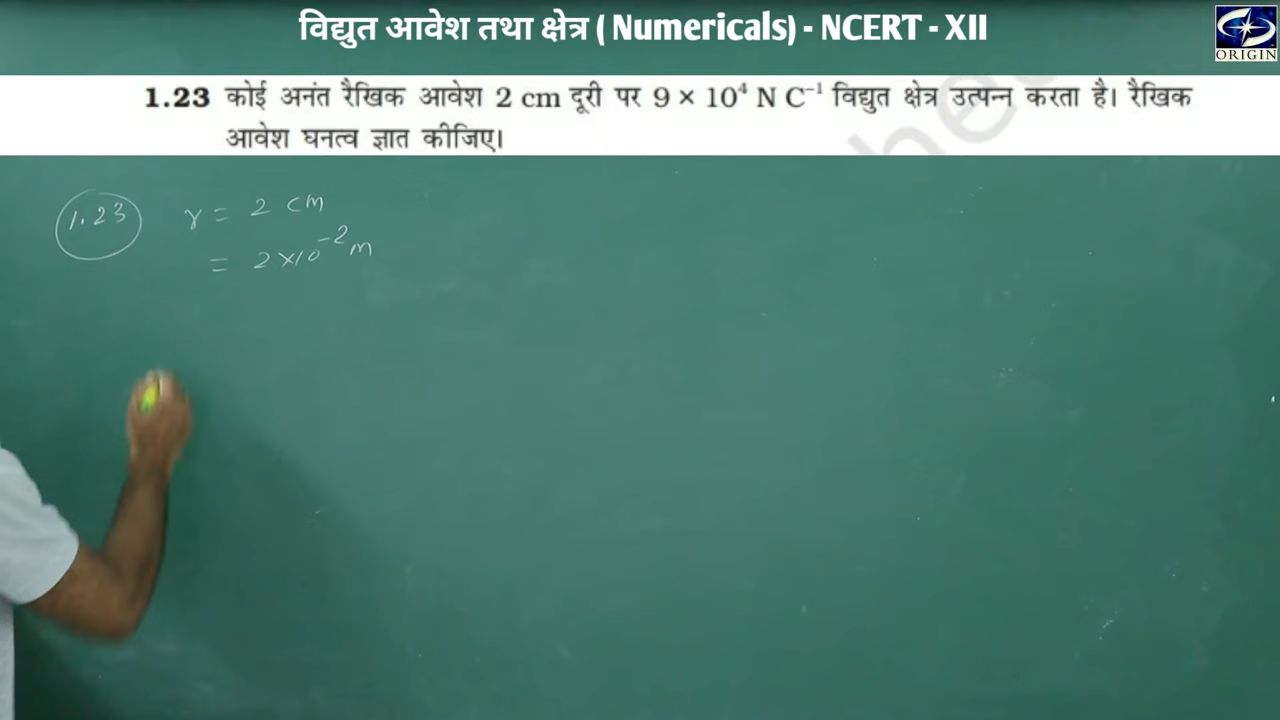 विद्युत आवेश तथा क्षेत्र ( Numericals) - NCERT - XII
ORIGIN
1.23 कोई अनंत रैखिक आवेश 2 cm दूरी पर 9 × 10⁴ N C⁻¹ विद्युत क्षेत्र उत्पन्न करता है। रैखिक
आवेश घनत्व ज्ञात कीजिए।
1.23 r = 2 cm
= 2×10⁻² m